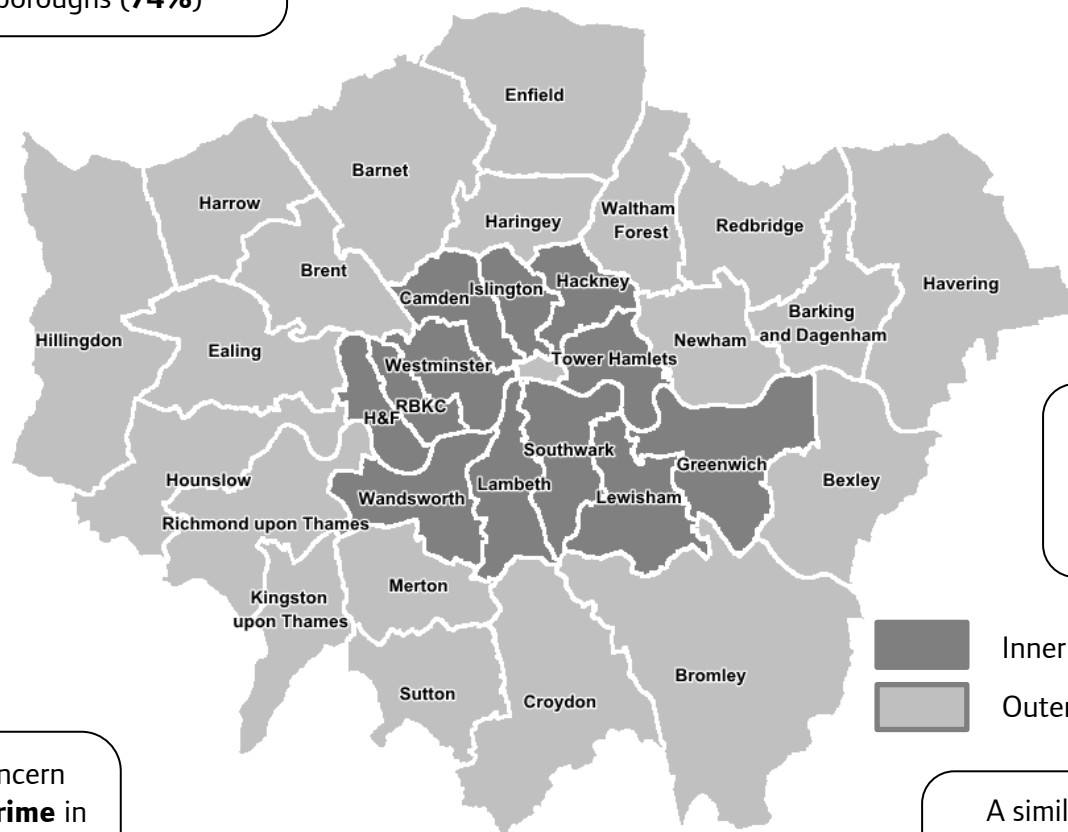 boroughs (74%)
Enfield
Barnet
Harrow
Haringey
Waltham
Forest
Redbridge
Brent
Hackney
Islington
Camden
Havering
Barking
and Dagenham
Hillingdon
Ealing
Newham
Tower Hamlets
Westminster
RBKC
H&F
Southwark
Greenwich
Hounslow
Lambeth
Lewisham
Wandsworth
Bexley
Richmond upon Thames
Merton
Kingston
upon Thames
Bromley
Sutton
Croydon
Inner
Outer
ncern
rime in
A simil